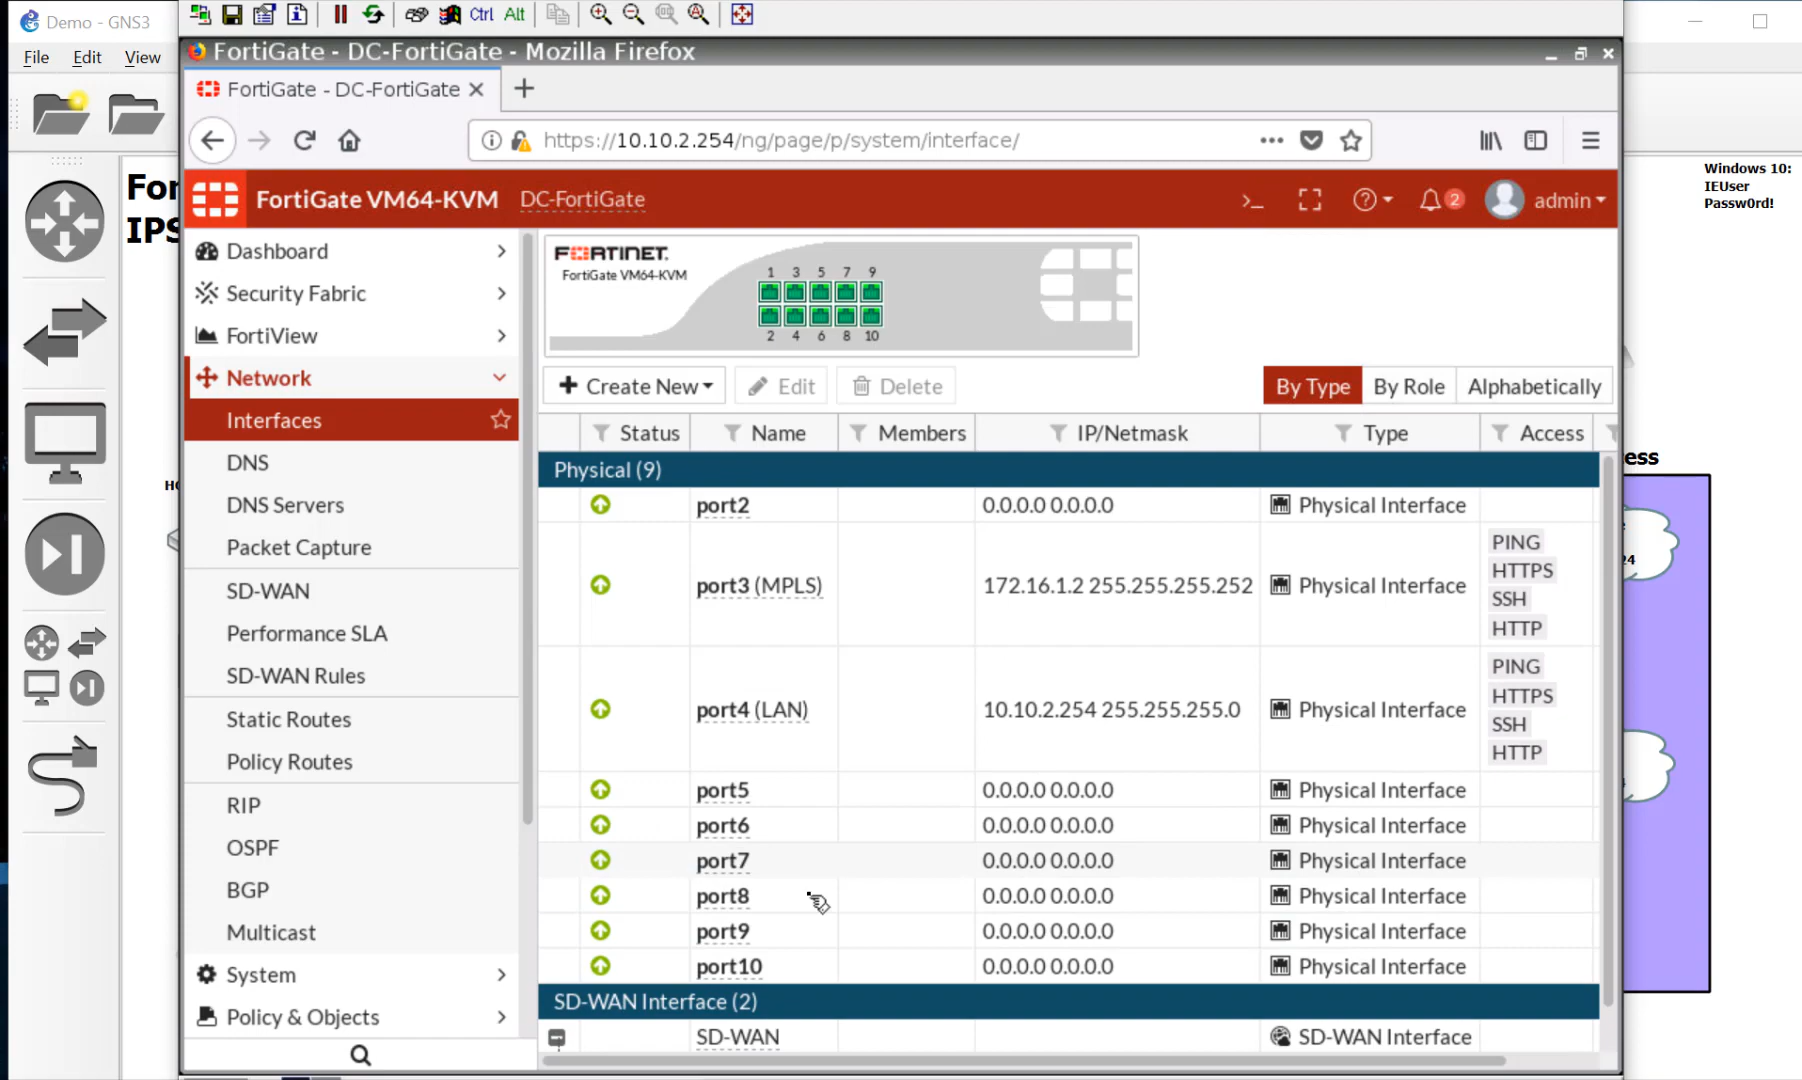 Demo - GNS3
File Edit View
Ctrl Alt
FortiGate - DC-FortiGate - Mozilla Firefox
FortiGate - DC-FortiGate
https://10.10.2.254/ng/page/p/system/interface/
Windows 10:
IEUser
Passw0rd!
FortiGate VM64-KVM DC-FortiGate
>_ 2 admin
Dashboard
Security Fabric
FortiView
Network
Interfaces
DNS
DNS Servers
Packet Capture
SD-WAN
Performance SLA
SD-WAN Rules
Static Routes
Policy Routes
RIP
OSPF
BGP
Multicast
System
Policy & Objects
FORTINET
FortiGate VM64-KVM
1 3 5 7 9
2 4 6 8 10
+ Create New Edit Delete By Type By Role Alphabetically
Status Name Members IP/Netmask Type Access
Physical (9)
port2 0.0.0.0 0.0.0.0 Physical Interface
port3 (MPLS) 172.16.1.2 255.255.255.252 Physical Interface
PING
HTTPS
SSH
HTTP
port4 (LAN) 10.10.2.254 255.255.255.0 Physical Interface
PING
HTTPS
SSH
HTTP
port5 0.0.0.0 0.0.0.0 Physical Interface
port6 0.0.0.0 0.0.0.0 Physical Interface
port7 0.0.0.0 0.0.0.0 Physical Interface
port8 0.0.0.0 0.0.0.0 Physical Interface
port9 0.0.0.0 0.0.0.0 Physical Interface
port10 0.0.0.0 0.0.0.0 Physical Interface
SD-WAN Interface (2)
SD-WAN SD-WAN Interface